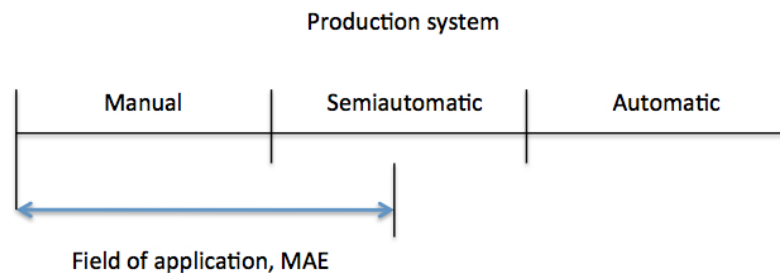 Production system
Manual Semiautomatic Automatic
Field of application, MAE